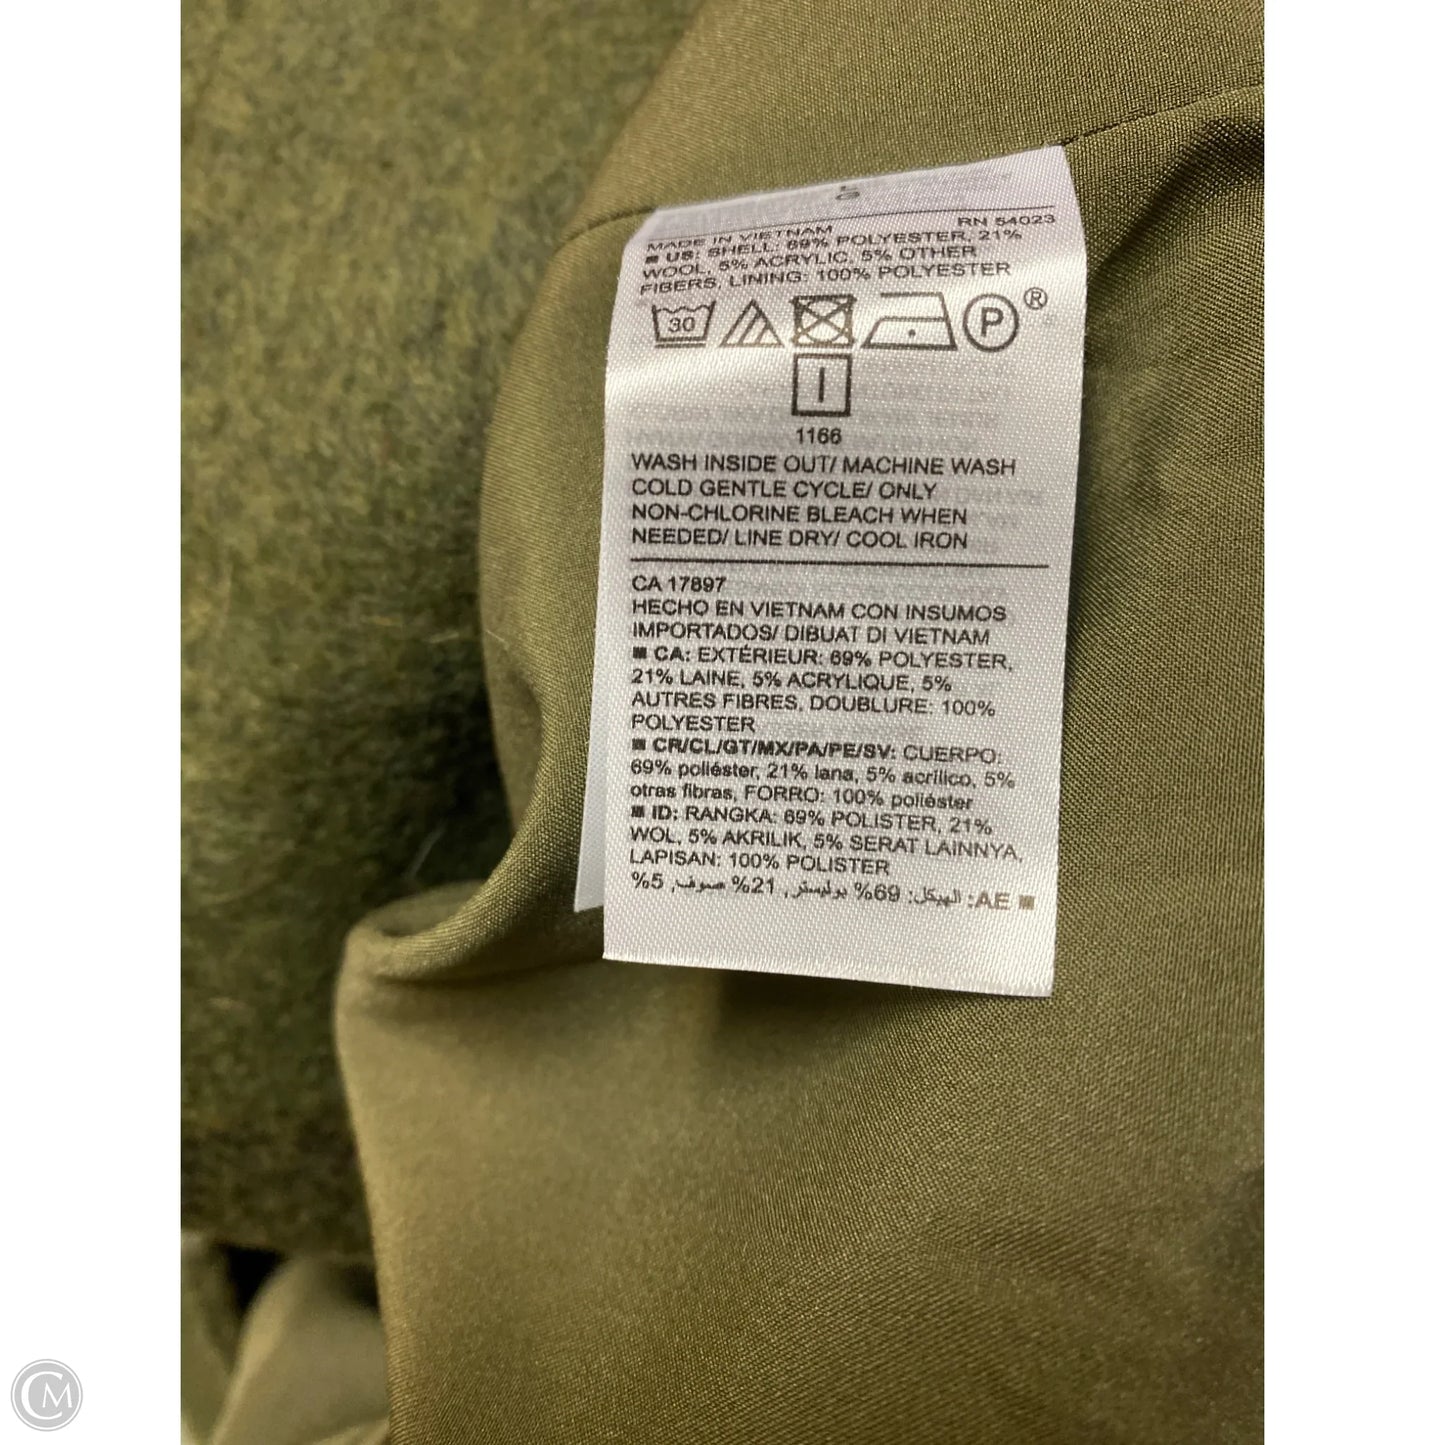 MADE IN VIETNAM RN 54023
■ US: SHELL: 69% POLYESTER, 21%
WOOL, 5% ACRYLIC, 5% OTHER
FIBERS, LINING: 100% POLYESTER
30 P ®
1166
WASH INSIDE OUT/ MACHINE WASH
COLD GENTLE CYCLE/ ONLY
NON-CHLORINE BLEACH WHEN
NEEDED/ LINE DRY/ COOL IRON
CA 17897
HECHO EN VIETNAM CON INSUMOS
IMPORTADOS/ DIBUAT DI VIETNAM
■ CA: EXTÉRIEUR: 69% POLYESTER,
21% LAINE, 5% ACRYLIQUE, 5%
AUTRES FIBRES, DOUBLURE: 100%
POLYESTER
■ CR/CL/GT/MX/PA/PE/SV: CUERPO:
69% poliéster, 21% lana, 5% acrílico, 5%
otras fibras, FORRO: 100% poliéster
■ ID: RANGKA: 69% POLISTER, 21%
WOL, 5% AKRILIK, 5% SERAT LAINNYA,
LAPISAN: 100% POLISTER
■ AE: الهيكل: 69% بوليستر, 21% صوف, 5%
CM